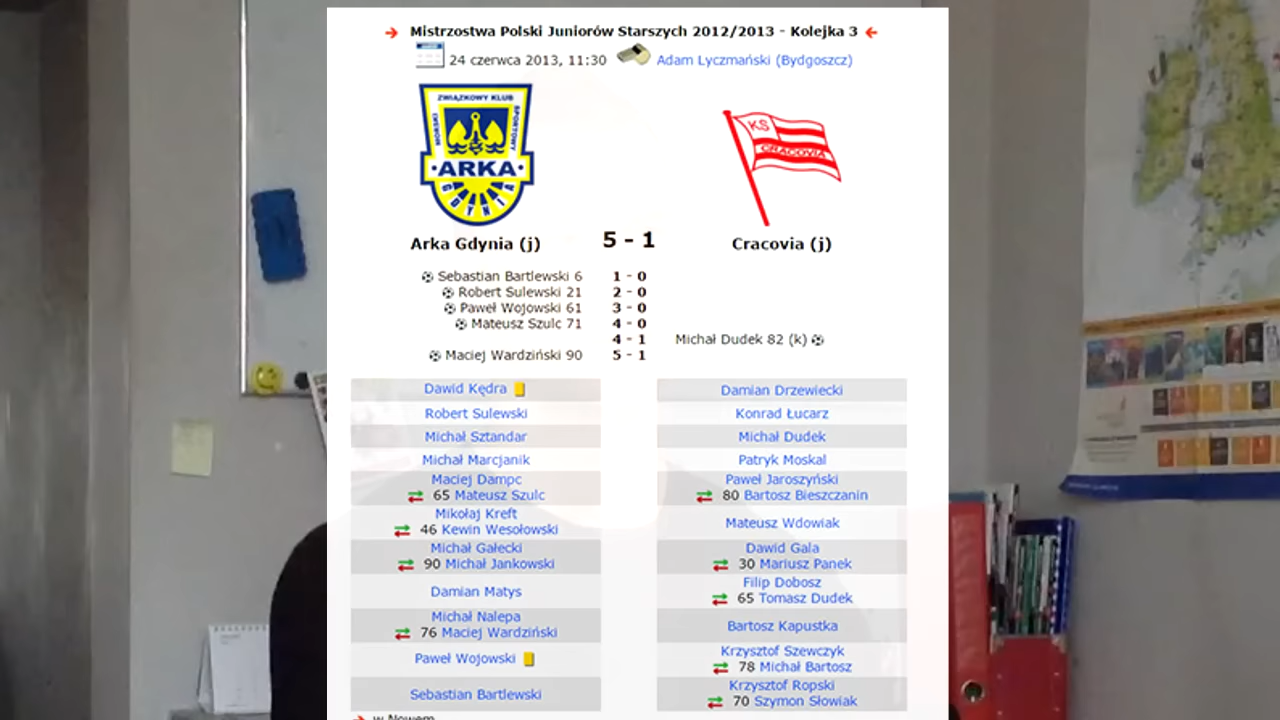 Mistrzostwa Polski Juniorów Starszych 2012/2013 - Kolejka 3
24 czerwca 2013, 11:30 Adam Lyczmański (Bydgoszcz)
ZWIĄZKOWY KLUB
SPORTOWY
MORSKI
ARKA
GDYNIA
KS
CRACOVIA
Arka Gdynia (j) 5 - 1 Cracovia (j)
Sebastian Bartlewski 6 1 - 0
Robert Sulewski 21 2 - 0
Paweł Wojowski 61 3 - 0
Mateusz Szulc 71 4 - 0
4 - 1 Michał Dudek 82 (k)
Maciej Wardziński 90 5 - 1
Dawid Kędra Damian Drzewiecki
Robert Sulewski Konrad Łucarz
Michał Sztandar Michał Dudek
Michał Marcjanik Patryk Moskal
Maciej Dampc Paweł Jaroszyński
65 Mateusz Szulc 80 Bartosz Bieszczanin
Mikołaj Kreft
46 Kewin Wesołowski Mateusz Wdowiak
Michał Gałecki Dawid Gala
90 Michał Jankowski 30 Mariusz Panek
Filip Dobosz
Damian Matys 65 Tomasz Dudek
Michał Nalepa
76 Maciej Wardziński Bartosz Kapustka
Krzysztof Szewczyk
Paweł Wojowski 78 Michał Bartosz
Krzysztof Ropski
Sebastian Bartlewski 70 Szymon Słowiak
w Nowem